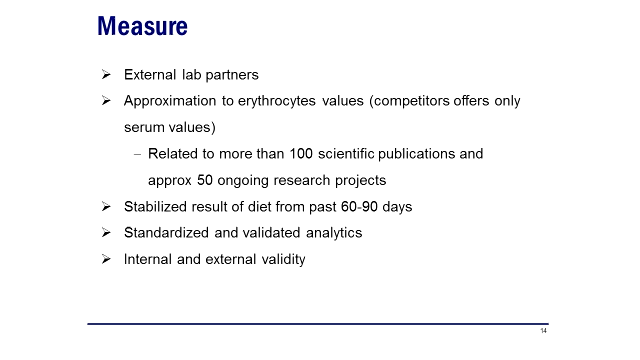 Measure
➢ External lab partners
➢ Approximation to erythrocytes values (competitors offers only
serum values)
– Related to more than 100 scientific publications and
approx 50 ongoing research projects
➢ Stabilized result of diet from past 60-90 days
➢ Standardized and validated analytics
➢ Internal and external validity
14